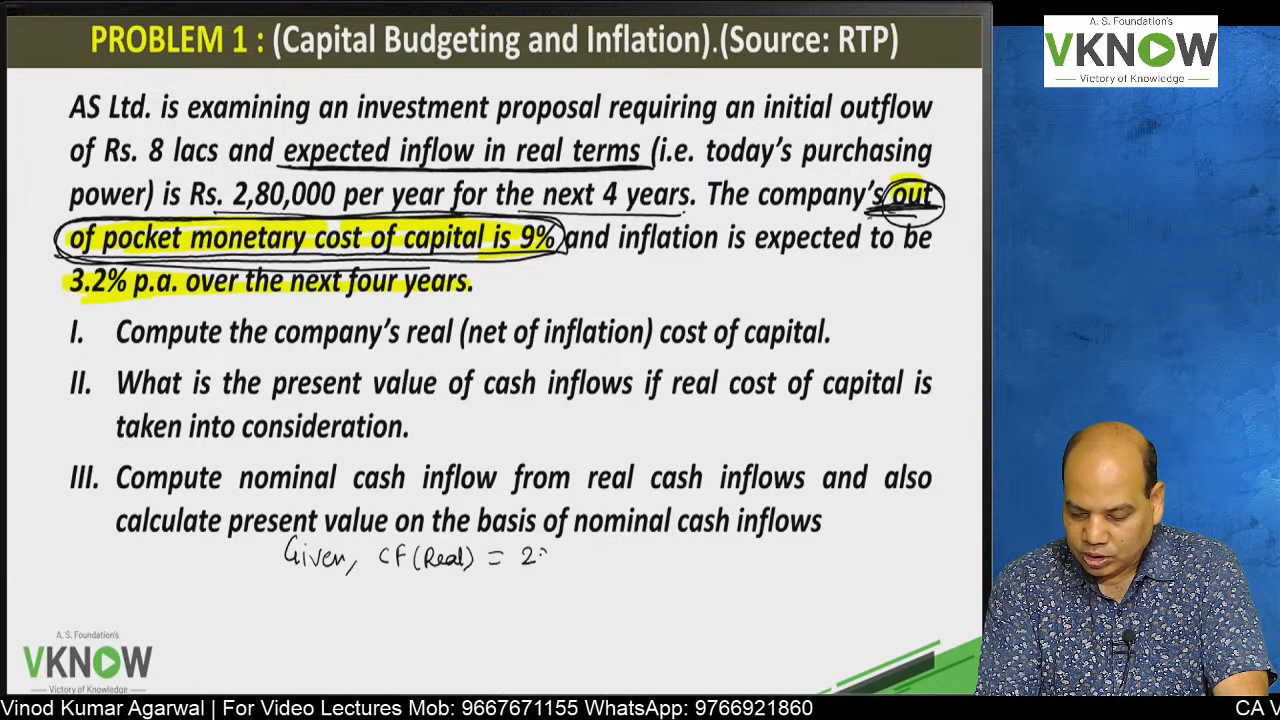 PROBLEM 1 : (Capital Budgeting and Inflation).(Source: RTP)
A. S. Foundation's
VKNOW
Victory of Knowledge
AS Ltd. is examining an investment proposal requiring an initial outflow
of Rs. 8 lacs and expected inflow in real terms (i.e. today's purchasing
power) is Rs. 2,80,000 per year for the next 4 years. The company's out
of pocket monetary cost of capital is 9% and inflation is expected to be
3.2% p.a. over the next four years.
I. Compute the company's real (net of inflation) cost of capital.
II. What is the present value of cash inflows if real cost of capital is
taken into consideration.
III. Compute nominal cash inflow from real cash inflows and also
calculate present value on the basis of nominal cash inflows
Given, CF (Real) = 2
A. S. Foundation's
VKNOW
Victory of Knowledge
Vinod Kumar Agarwal | For Video Lectures Mob: 9667671155 WhatsApp: 9766921860 CA V